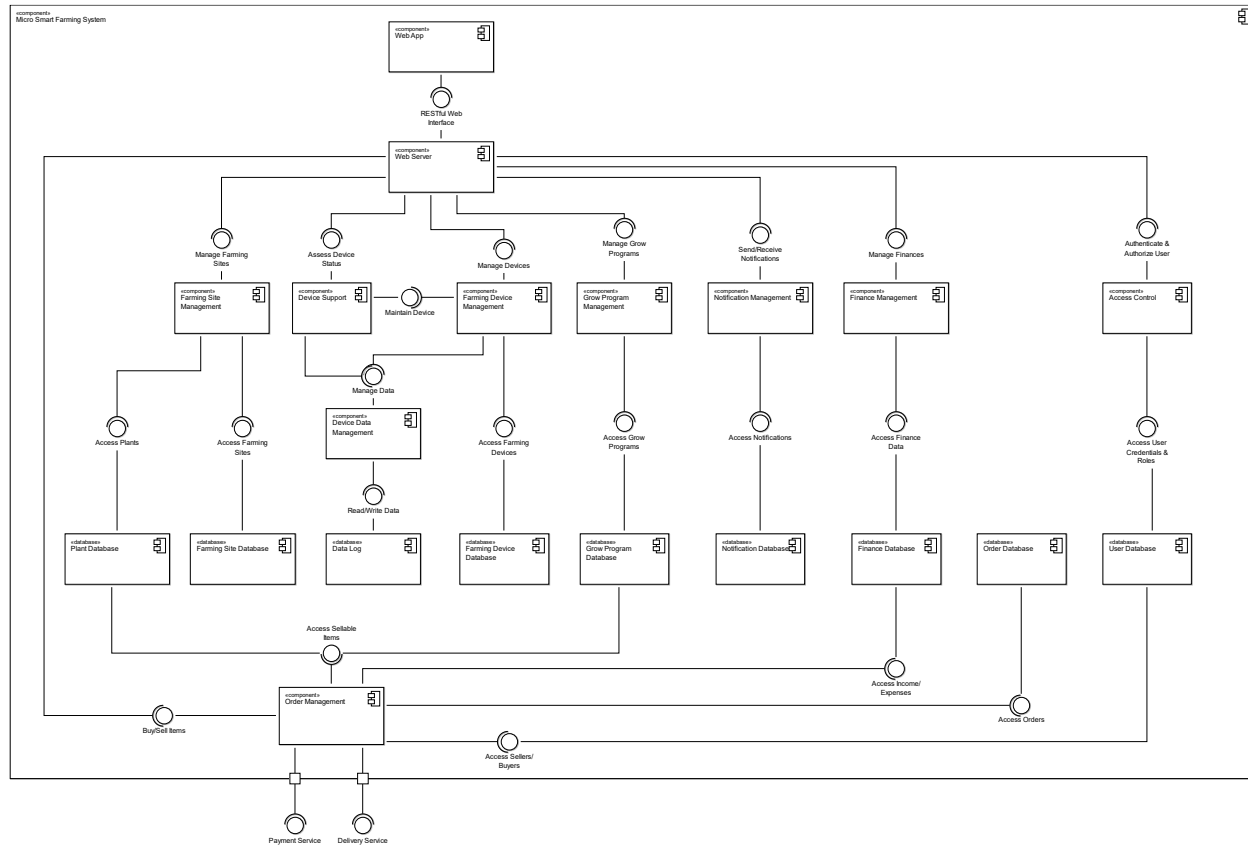 «component»
Micro Smart Farming System
«component»
Web App
RESTful Web
Interface
«component»
Web Server
Manage Farming
Sites
Assess Device
Status
Manage Devices
Manage Grow
Programs
Send/Receive
Notifications
Manage Finances
Authenticate &
Authorize User
«component»
Farming Site
Management
«component»
Device Support
Maintain Device
«component»
Farming Device
Management
«component»
Grow Program
Management
«component»
Notification Management
«component»
Finance Management
«component»
Access Control
Manage Data
«component»
Device Data
Management
Access Plants
Access Farming
Sites
Access Farming
Devices
Access Grow
Programs
Access Notifications
Access Finance
Data
Access User
Credentials &
Roles
Read/Write Data
«database»
Plant Database
«database»
Farming Site Database
«database»
Data Log
«database»
Farming Device
Database
«database»
Grow Program
Database
«database»
Notification Database
«database»
Finance Database
«database»
Order Database
«database»
User Database
Access Sellable
Items
Access Income/
Expenses
«component»
Order Management
Access Orders
Buy/Sell Items
Access Sellers/
Buyers
Payment Service
Delivery Service